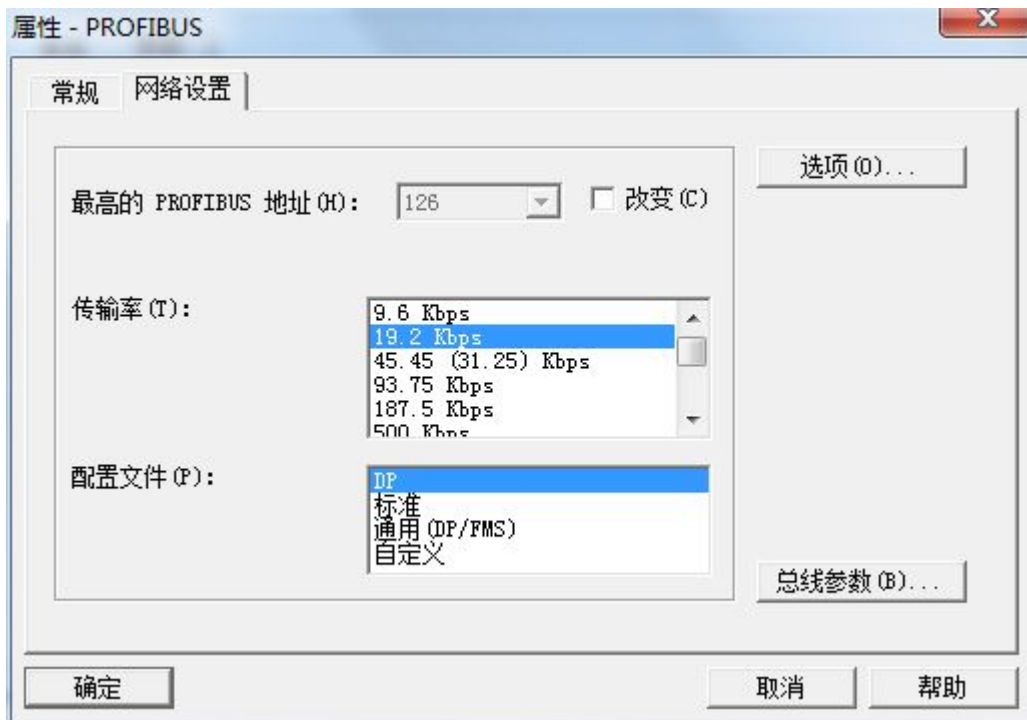 属性 - PROFIBUS
常规 网络设置
最高的 PROFIBUS 地址(H): 126 改变(C) 选项(O)...
传输率(T):
9.6 Kbps
19.2 Kbps
45.45 (31.25) Kbps
93.75 Kbps
187.5 Kbps
500 Kbps
配置文件(P):
DP
标准
通用(DP/FMS)
自定义
总线参数(B)...
确定 取消 帮助